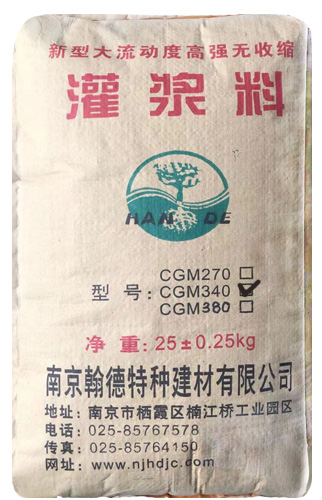 新型大流动度高强无收缩
灌浆料
HAN DE
CGM270 □
型 号: CGM340 ☑
CGM380 □
净 重: 25±0.25kg
南京翰德特种建材有限公司
地址: 南京市栖霞区楠江桥工业园区
电话: 025-85767578
传真: 025-85764150
网址: www.njhdjc.com